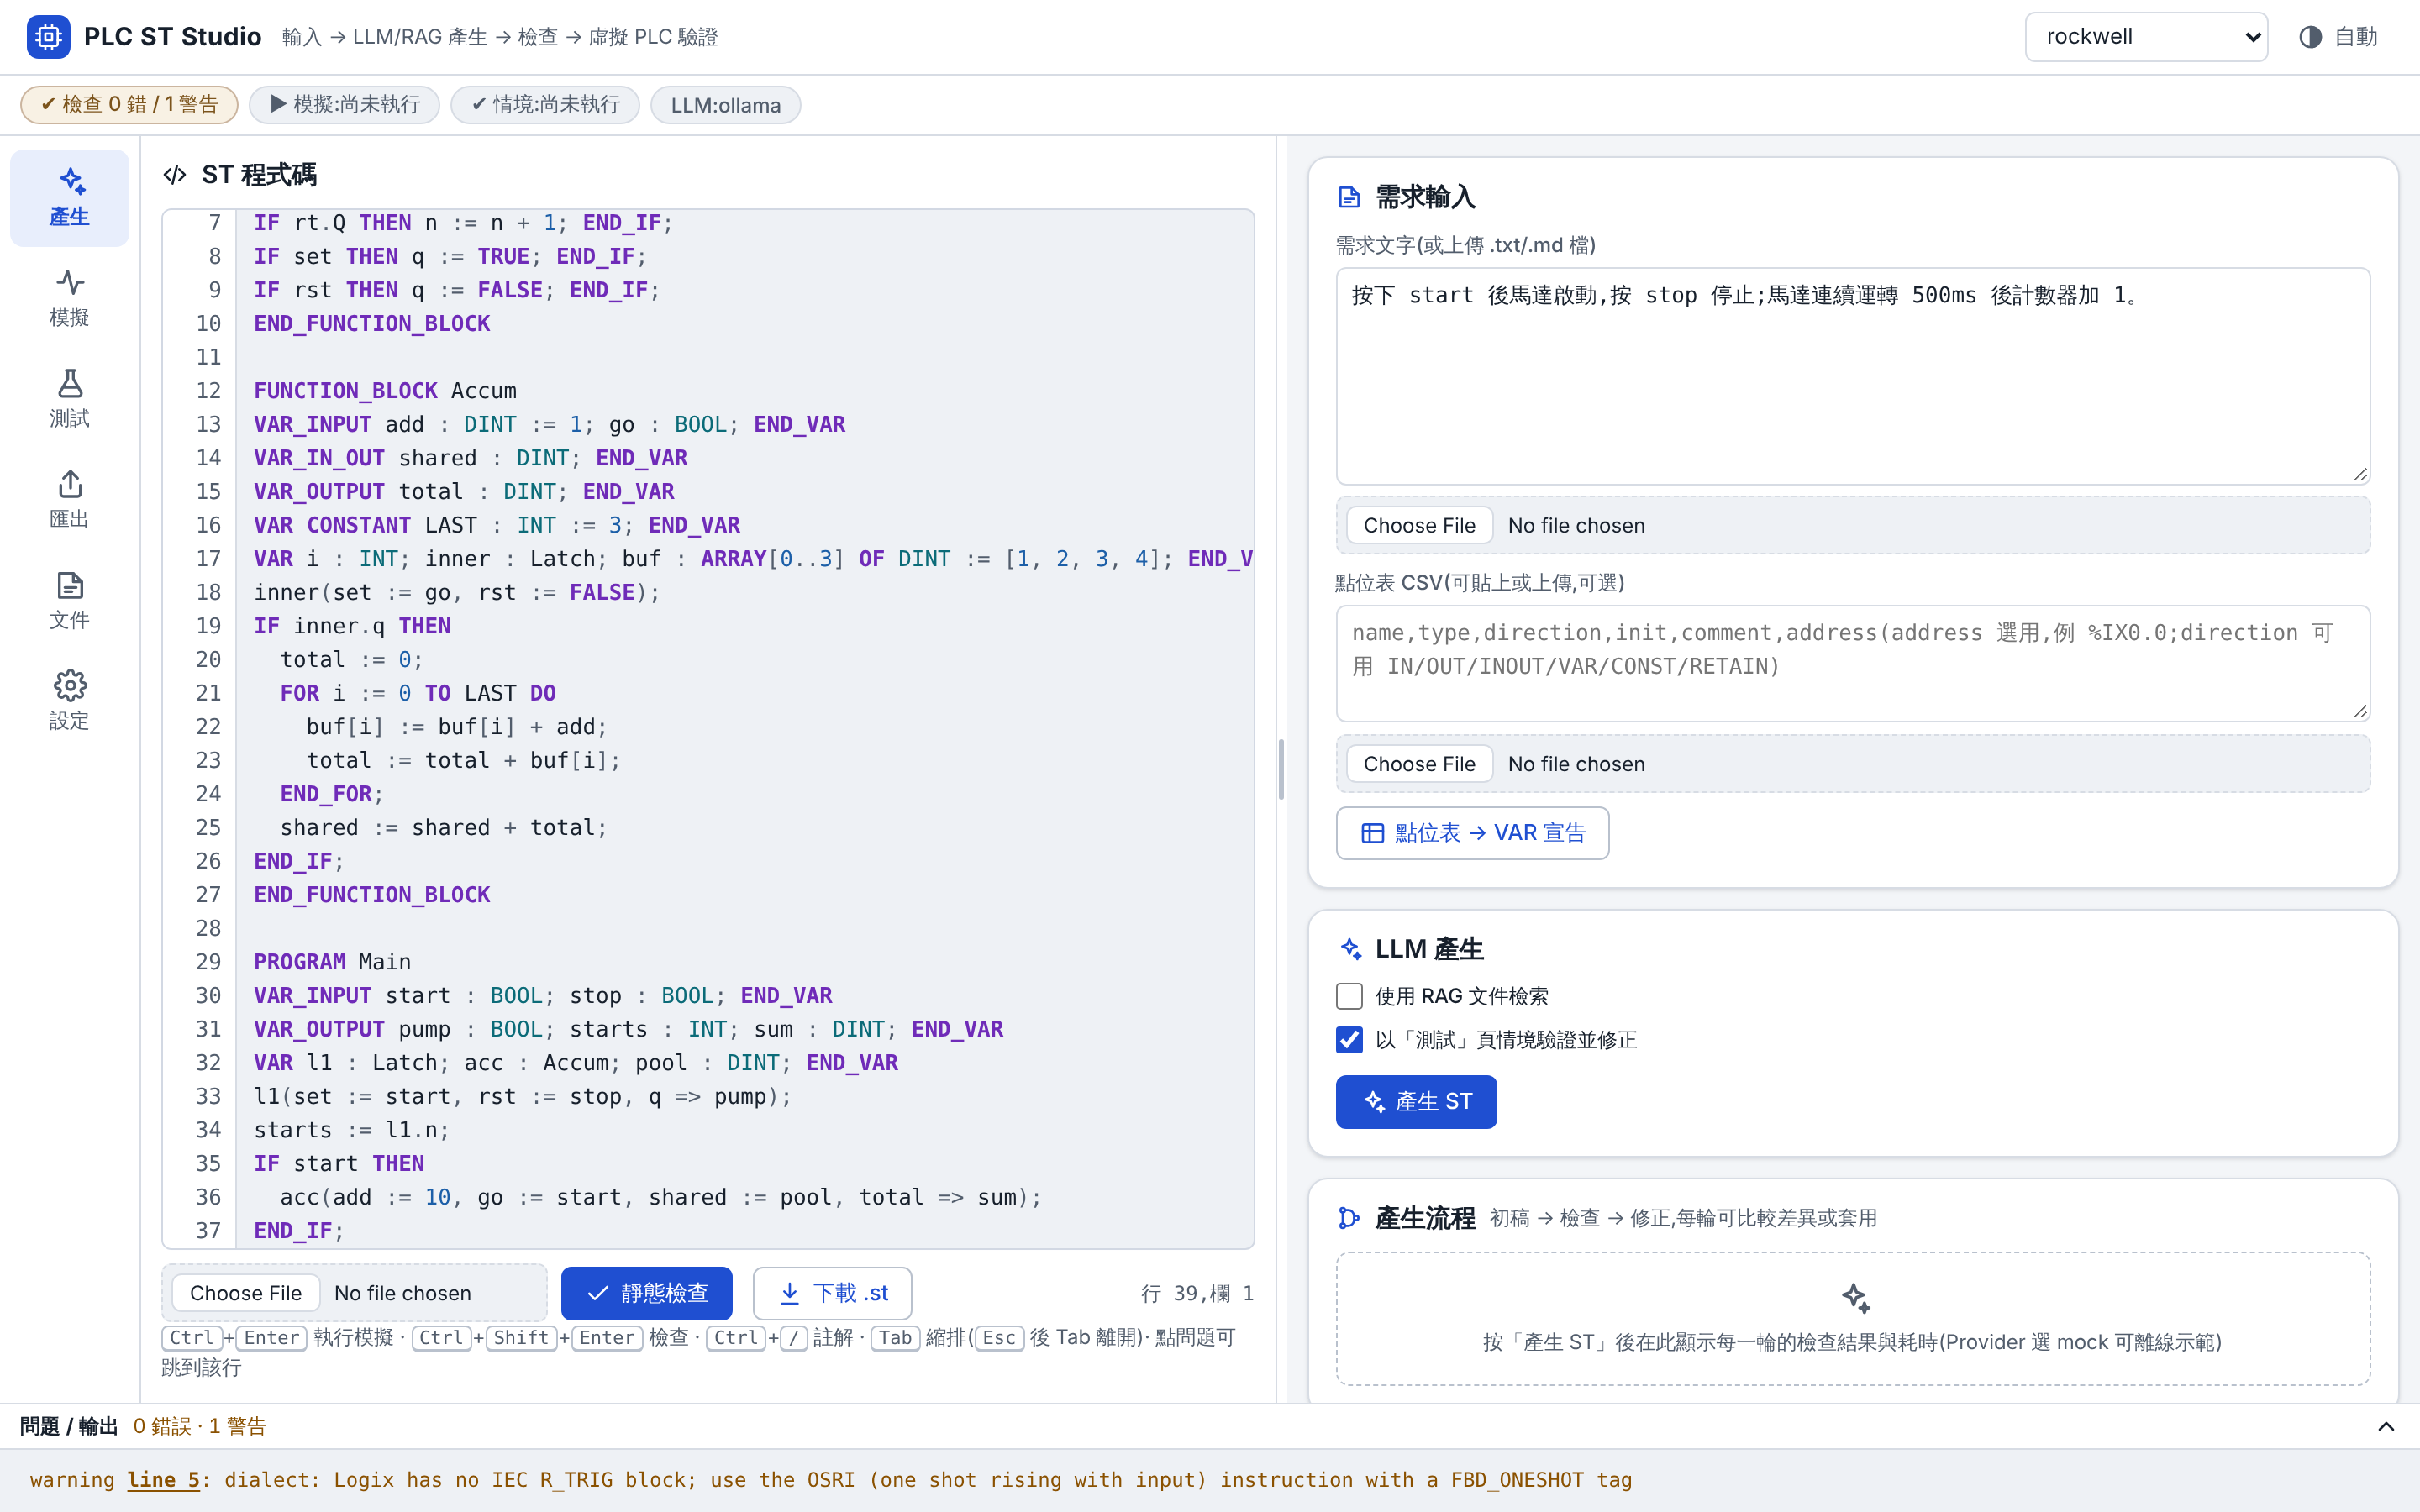 PLC ST Studio 輸入 → LLM/RAG 產生 → 檢查 → 虛擬 PLC 驗證
rockwell
自動
✔ 檢查 0 錯 / 1 警告
▶ 模擬:尚未執行
✔ 情境:尚未執行
LLM:ollama
產生
模擬
測試
匯出
文件
設定
ST 程式碼
7 IF rt.Q THEN n := n + 1; END_IF;
8 IF set THEN q := TRUE; END_IF;
9 IF rst THEN q := FALSE; END_IF;
10 END_FUNCTION_BLOCK
11
12 FUNCTION_BLOCK Accum
13 VAR_INPUT add : DINT := 1; go : BOOL; END_VAR
14 VAR_IN_OUT shared : DINT; END_VAR
15 VAR_OUTPUT total : DINT; END_VAR
16 VAR CONSTANT LAST : INT := 3; END_VAR
17 VAR i : INT; inner : Latch; buf : ARRAY[0..3] OF DINT := [1, 2, 3, 4]; END_V
18 inner(set := go, rst := FALSE);
19 IF inner.q THEN
20 total := 0;
21 FOR i := 0 TO LAST DO
22 buf[i] := buf[i] + add;
23 total := total + buf[i];
24 END_FOR;
25 shared := shared + total;
26 END_IF;
27 END_FUNCTION_BLOCK
28
29 PROGRAM Main
30 VAR_INPUT start : BOOL; stop : BOOL; END_VAR
31 VAR_OUTPUT pump : BOOL; starts : INT; sum : DINT; END_VAR
32 VAR l1 : Latch; acc : Accum; pool : DINT; END_VAR
33 l1(set := start, rst := stop, q => pump);
34 starts := l1.n;
35 IF start THEN
36 acc(add := 10, go := start, shared := pool, total => sum);
37 END_IF;
Choose File No file chosen
靜態檢查
下載 .st
行 39,欄 1
Ctrl+Enter 執行模擬 · Ctrl+Shift+Enter 檢查 · Ctrl+/ 註解 · Tab 縮排(Esc 後 Tab 離開)· 點問題可
跳到該行
需求輸入
需求文字(或上傳 .txt/.md 檔)
按下 start 後馬達啟動,按 stop 停止;馬達連續運轉 500ms 後計數器加 1。
Choose File No file chosen
點位表 CSV(可貼上或上傳,可選)
name,type,direction,init,comment,address(address 選用,例 %IX0.0;direction 可
用 IN/OUT/INOUT/VAR/CONST/RETAIN)
Choose File No file chosen
點位表 → VAR 宣告
LLM 產生
使用 RAG 文件檢索
以「測試」頁情境驗證並修正
產生 ST
產生流程 初稿 → 檢查 → 修正,每輪可比較差異或套用
按「產生 ST」後在此顯示每一輪的檢查結果與耗時(Provider 選 mock 可離線示範)
問題 / 輸出 0 錯誤 · 1 警告
warning line 5: dialect: Logix has no IEC R_TRIG block; use the OSRI (one shot rising with input) instruction with a FBD_ONESHOT tag